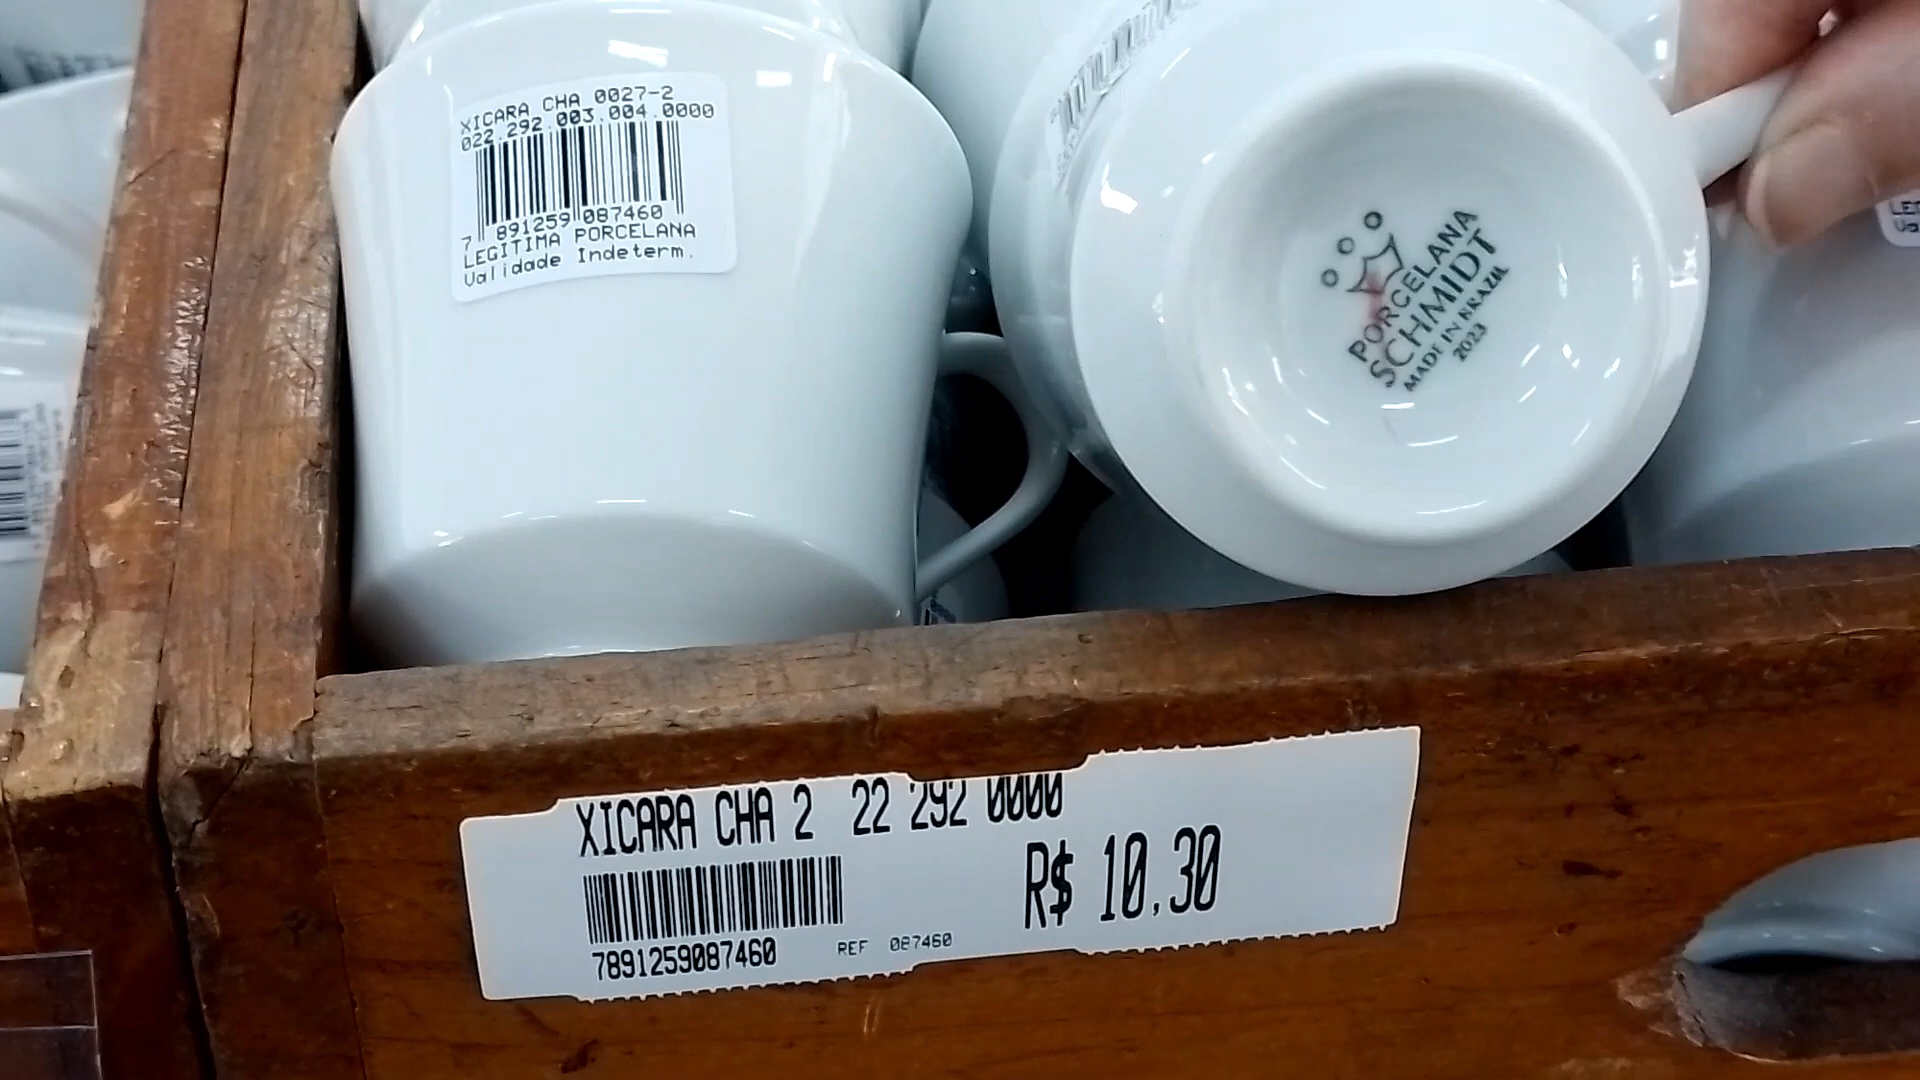 XICARA CHA 0027-2
022.292.003.004.0000
7 891259 087460
LEGITIMA PORCELANA
Validade Indeterm.
PORCELANA
SCHMIDT
MADE IN BRAZIL
2023
XICARA CHA 2 22 292 0000
R$ 10,30
7891259087460 REF 087460